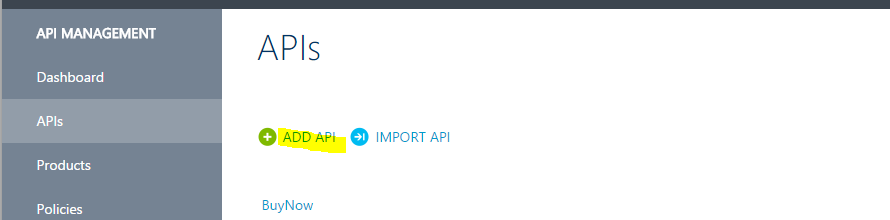 API MANAGEMENT
Dashboard
APIs
Products
Policies
APIs
ADD API IMPORT API
BuyNow